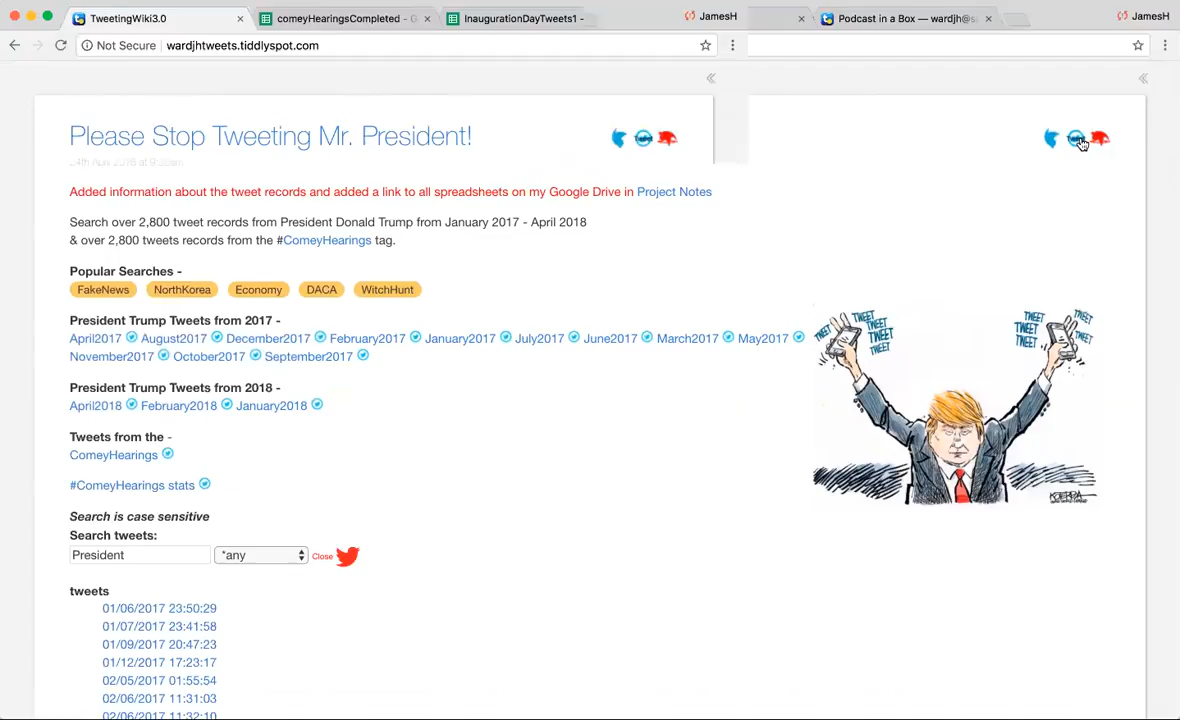 TweetingWiki3.0
comeyHearingsCompleted - G
InaugurationDayTweets1 -
JamesH
Podcast in a Box — wardjh@s
JamesH
Not Secure
wardjhtweets.tiddlyspot.com
Please Stop Tweeting Mr. President!
Added information about the tweet records and added a link to all spreadsheets on my Google Drive in Project Notes
Search over 2,800 tweet records from President Donald Trump from January 2017 - April 2018
& over 2,800 tweets records from the #ComeyHearings tag.
Popular Searches -
FakeNews NorthKorea Economy DACA WitchHunt
President Trump Tweets from 2017 -
April2017 August2017 December2017 February2017 January2017 July2017 June2017 March2017 May2017
November2017 October2017 September2017
President Trump Tweets from 2018 -
April2018 February2018 January2018
Tweets from the -
ComeyHearings
#ComeyHearings stats
Search is case sensitive
Search tweets:
President *any Close
tweets
01/06/2017 23:50:29
01/07/2017 23:41:58
01/09/2017 20:47:23
01/12/2017 17:23:17
02/05/2017 01:55:54
02/06/2017 11:31:03
02/06/2017 11:32:10
TWEET TWEET
TWEET TWEET
TWEET
TWEET TWEET
TWEET TWEET
TWEET